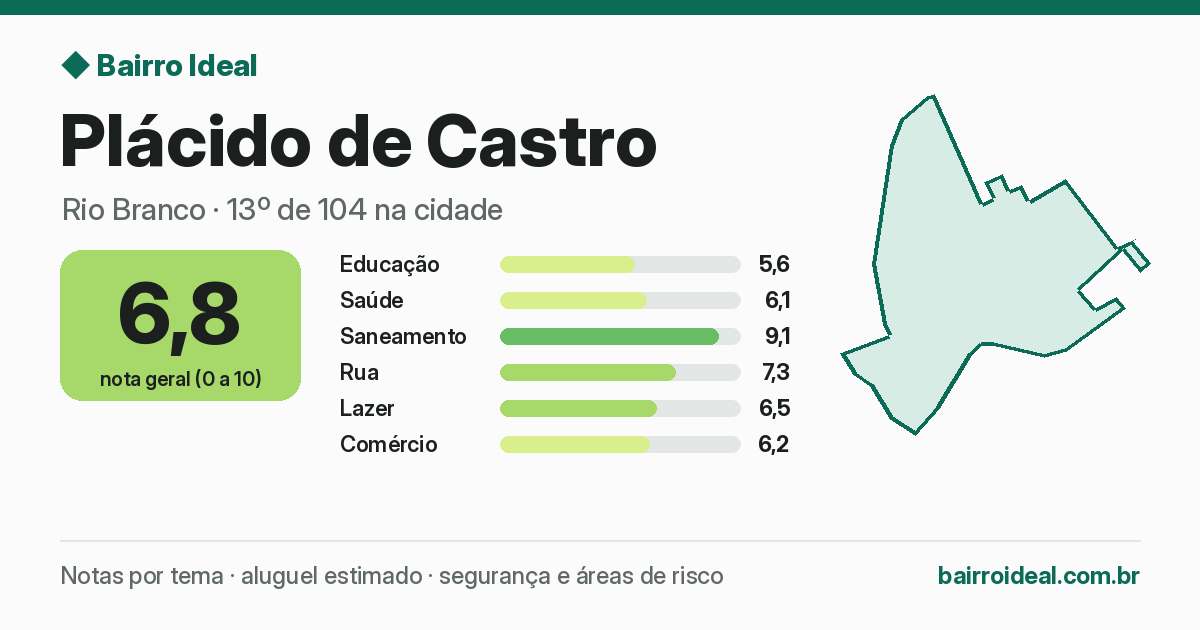 Bairro Ideal
Plácido de Castro
Rio Branco · 13º de 104 na cidade
6,8
nota geral (0 a 10)
Educação 5,6
Saúde 6,1
Saneamento 9,1
Rua 7,3
Lazer 6,5
Comércio 6,2
Notas por tema · aluguel estimado · segurança e áreas de risco
bairroideal.com.br